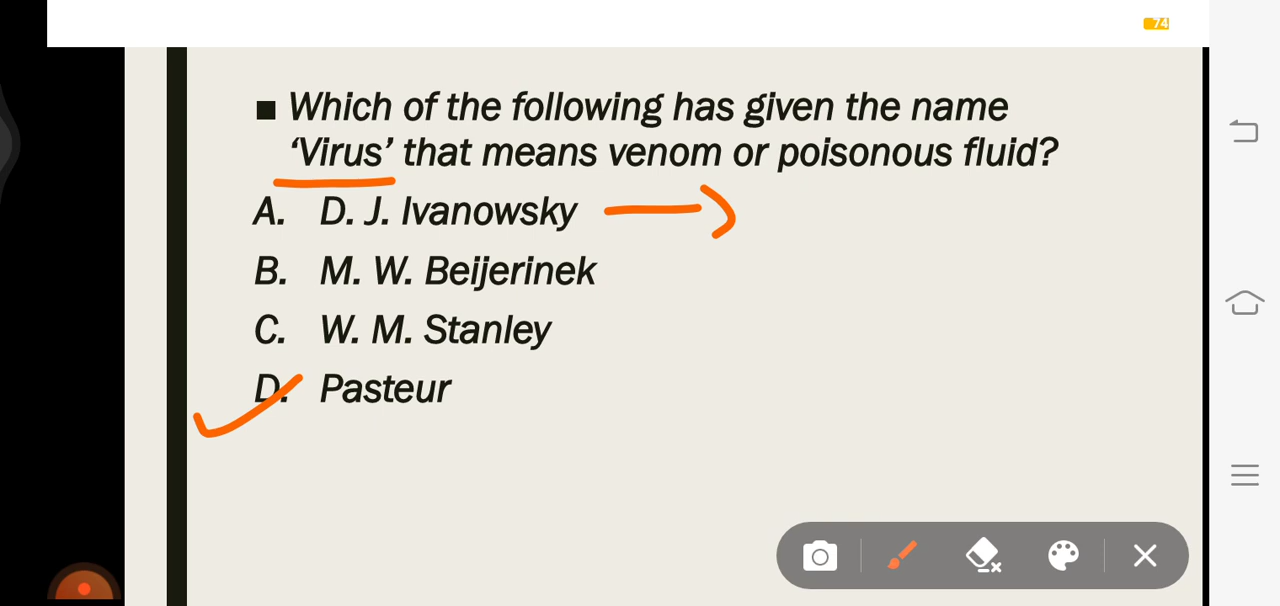 74
■ Which of the following has given the name
‘Virus’ that means venom or poisonous fluid?
A. D. J. Ivanowsky
B. M. W. Beijerinek
C. W. M. Stanley
D. Pasteur